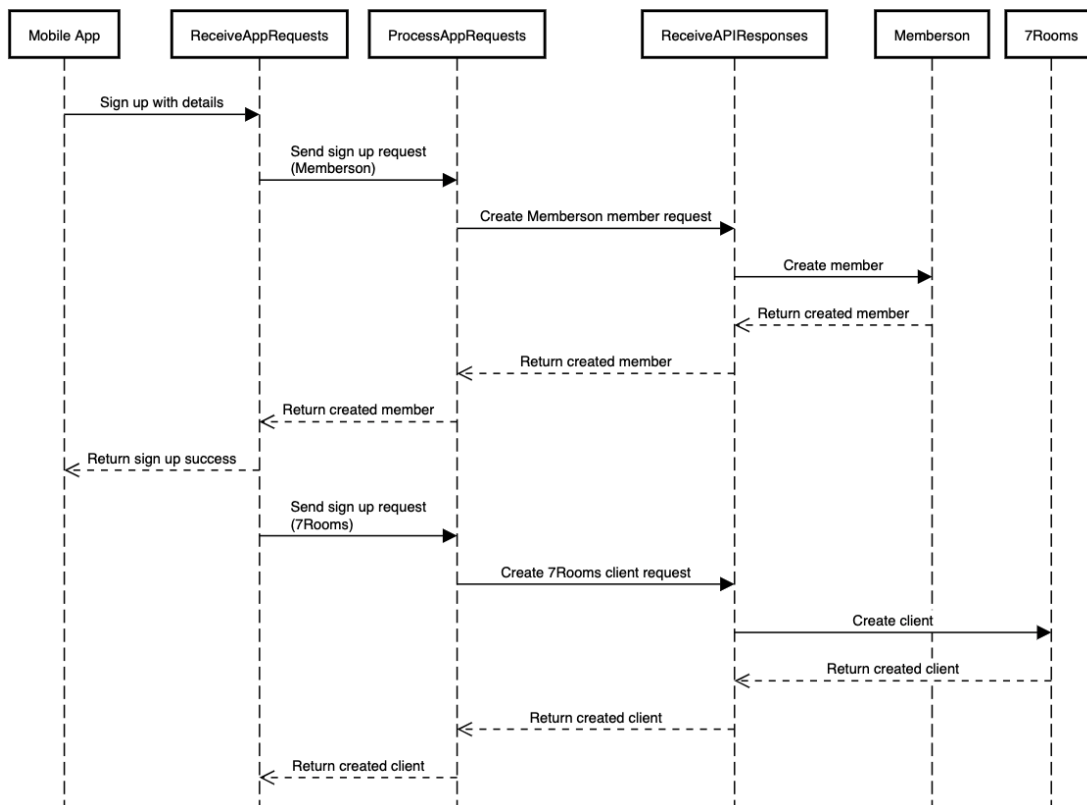 Mobile App
ReceiveAppRequests
ProcessAppRequests
ReceiveAPIResponses
Memberson
7Rooms
Sign up with details
Send sign up request
(Memberson)
Create Memberson member request
Create member
Return created member
Return created member
Return created member
Return sign up success
Send sign up request
(7Rooms)
Create 7Rooms client request
Create client
Return created client
Return created client
Return created client